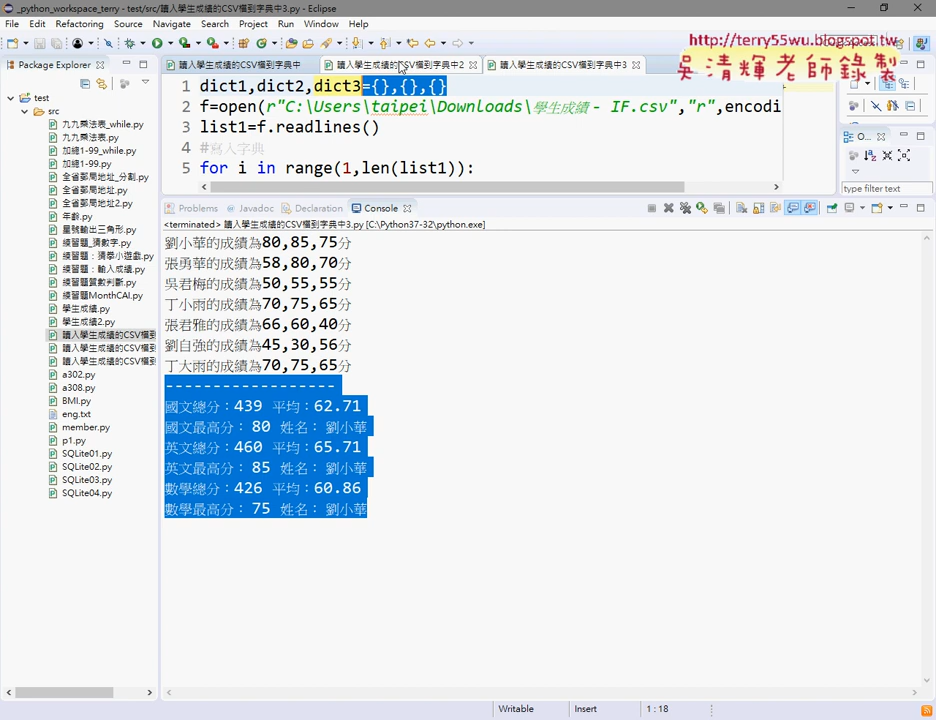 _python_workspace_terry - test/src/讀入學生成績的CSV檔到字典中3.py - Eclipse
File Edit Refactoring Source Navigate Search Project Run Window Help
http://terry55wu.blogspot.tw
吳清輝老師錄製
Package Explorer
讀入學生成績的CSV檔到字典中
讀入學生成績的CSV檔到字典中2
讀入學生成績的CSV檔到字典中3
test
src
九九乘法表_while.py
九九乘法表.py
加總1-99_while.py
加總1-99.py
全省郵局地址_分割.py
全省郵局地址.py
全省郵局地址2.py
年齡.py
星號輸出三角形.py
練習題_猜數字.py
練習題：猜拳小遊戲.py
練習題：輸入成績.py
練習題質數判斷.py
練習題MonthCAI.py
學生成績.py
學生成績2.py
讀入學生成績的CSV檔到
讀入學生成績的CSV檔到
讀入學生成績的CSV檔到
a302.py
a308.py
BMI.py
eng.txt
member.py
p1.py
SQLite01.py
SQLite02.py
SQLite03.py
SQLite04.py
1 dict1,dict2,dict3={},{},{}
2 f=open(r"C:\Users\taipei\Downloads\學生成績 - IF.csv","r",encodi
3 list1=f.readlines()
4 #寫入字典
5 for i in range(1,len(list1)):
O...
type filter text
Problems Javadoc Declaration Console
<terminated> 讀入學生成績的CSV檔到字典中3.py [C:\Python37-32\python.exe]
劉小華的成績為80,85,75分
張勇華的成績為58,80,70分
吳君梅的成績為50,55,55分
丁小雨的成績為70,75,65分
張君雅的成績為66,60,40分
劉自強的成績為45,30,56分
丁大雨的成績為70,75,65分
------------------
國文總分：439 平均：62.71
國文最高分： 80 姓名： 劉小華
英文總分：460 平均：65.71
英文最高分： 85 姓名： 劉小華
數學總分：426 平均：60.86
數學最高分： 75 姓名： 劉小華
Writable Insert 1 : 18